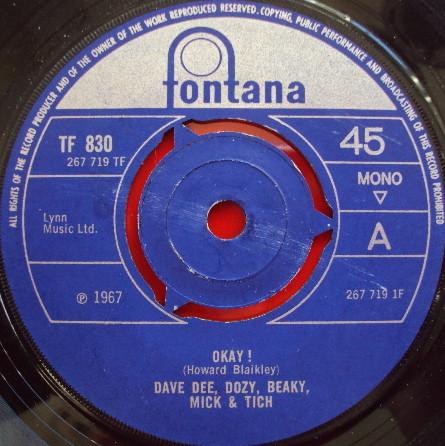 ALL RIGHTS OF THE RECORD PRODUCER AND OF THE OWNER OF THE WORK REPRODUCED RESERVED. COPYING, PUBLIC PERFORMANCE AND BROADCASTING OF THIS RECORD PROHIBITED
fontana
TF 830
267 719 TF
45
MONO
Lynn
Music Ltd.
A
℗ 1967
267 719 1F
OKAY !
(Howard Blaikley)
DAVE DEE, DOZY, BEAKY,
MICK & TICH